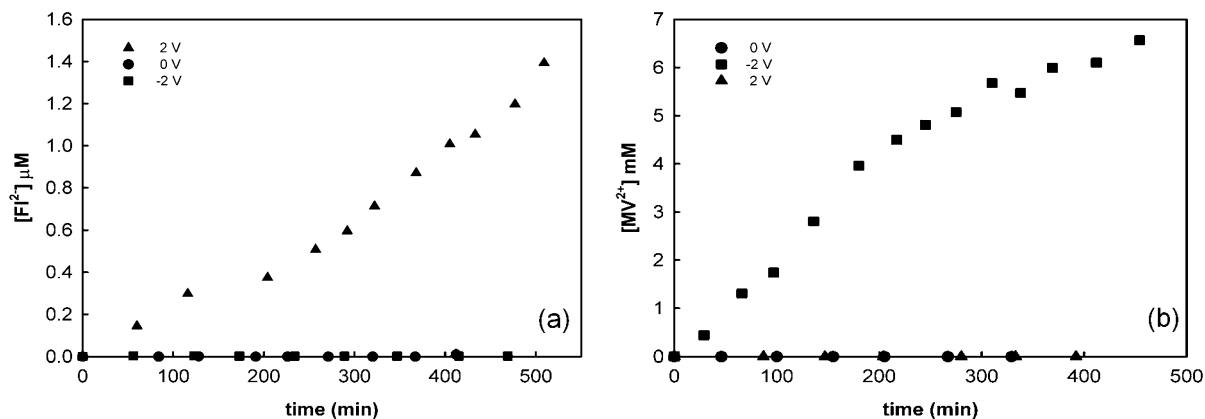 1.6
1.4
1.2
1.0
0.8
0.6
0.4
0.2
0.0
[Fl²⁻] µM
2 V
0 V
-2 V
(a)
0 100 200 300 400 500
time (min)
7
6
5
4
3
2
1
0
[MV²⁺] mM
0 V
-2 V
2 V
(b)
0 100 200 300 400 500
time (min)